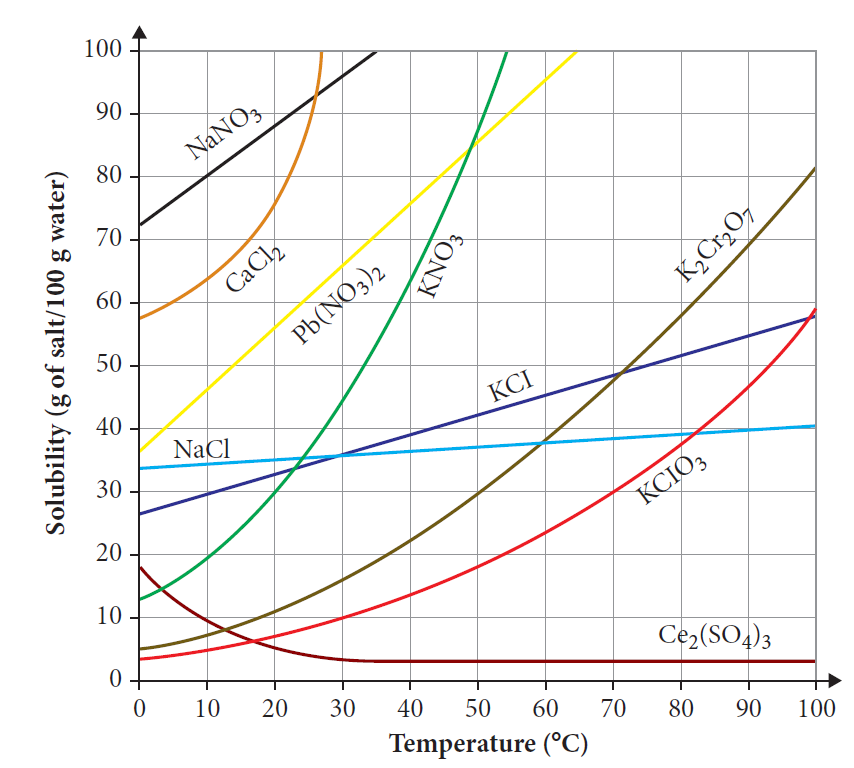 100
90
80
70
60
50
40
30
20
10
0
Solubility (g of salt/100 g water)
NaNO3
CaCl2
Pb(NO3)2
KNO3
K2Cr2O7
KCI
NaCl
KClO3
Ce2(SO4)3
0 10 20 30 40 50 60 70 80 90 100
Temperature (°C)